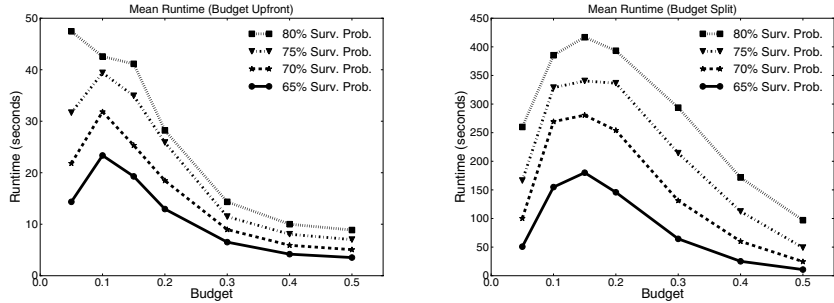 Mean Runtime (Budget Upfront)
50
40
30
20
10
0
0.0
0.1
0.2
0.3
0.4
0.5
Runtime (seconds)
Budget
80% Surv. Prob.
75% Surv. Prob.
70% Surv. Prob.
65% Surv. Prob.
Mean Runtime (Budget Split)
450
400
350
300
250
200
150
100
50
0
0.0
0.1
0.2
0.3
0.4
0.5
Runtime (seconds)
Budget
80% Surv. Prob.
75% Surv. Prob.
70% Surv. Prob.
65% Surv. Prob.